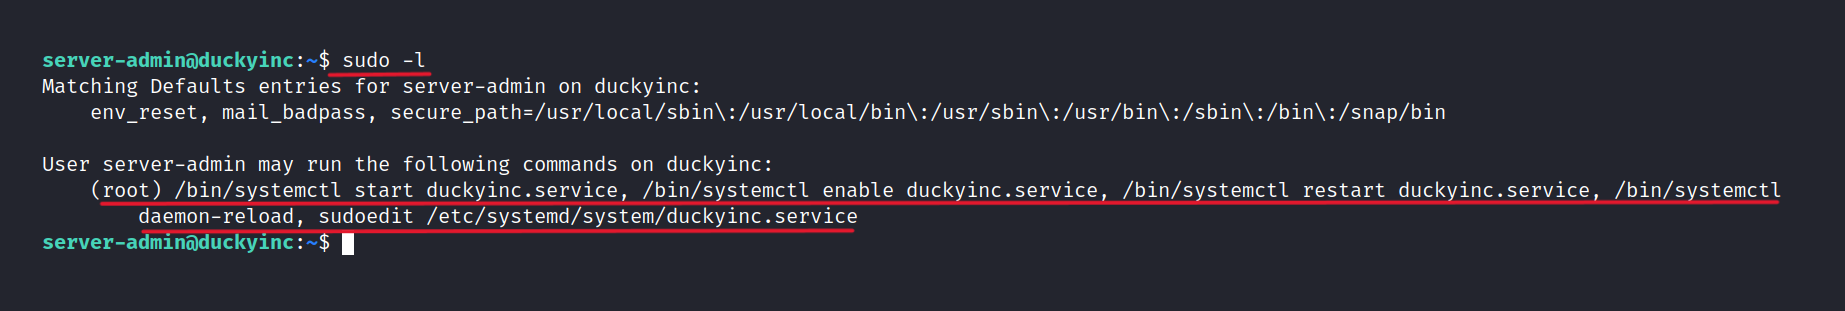 server-admin@duckyinc:~$ sudo -l
Matching Defaults entries for server-admin on duckyinc:
    env_reset, mail_badpass, secure_path=/usr/local/sbin\:/usr/local/bin\:/usr/sbin\:/usr/bin\:/sbin\:/bin\:/snap/bin

User server-admin may run the following commands on duckyinc:
    (root) /bin/systemctl start duckyinc.service, /bin/systemctl enable duckyinc.service, /bin/systemctl restart duckyinc.service, /bin/systemctl
        daemon-reload, sudoedit /etc/systemd/system/duckyinc.service
server-admin@duckyinc:~$